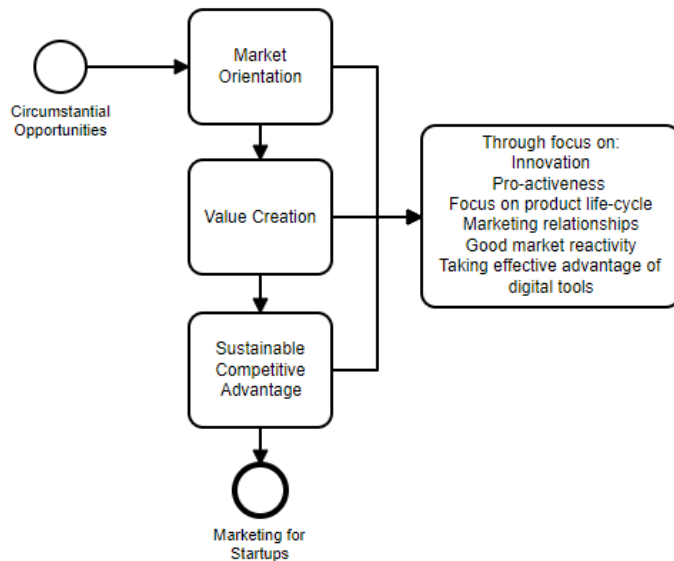 Market
Orientation
Circumstantial
Opportunities
Through focus on:
Innovation
Pro-activeness
Focus on product life-cycle
Marketing relationships
Good market reactivity
Taking effective advantage of
digital tools
Value Creation
Sustainable
Competitive
Advantage
Marketing for
Startups